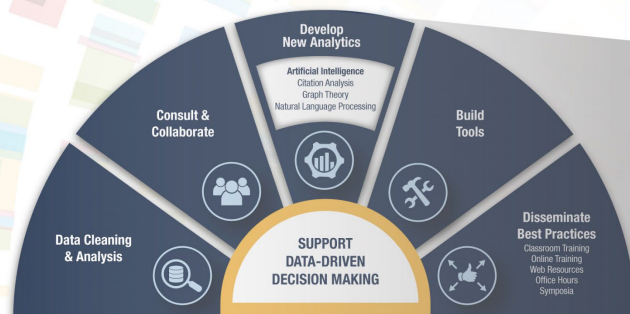 Develop
New Analytics
Artificial Intelligence
Citation Analysis
Graph Theory
Natural Language Processing
Consult &
Collaborate
Build
Tools
Data Cleaning
& Analysis
Disseminate
Best Practices
Classroom Training
Online Training
Web Resources
Office Hours
Symposia
SUPPORT
DATA-DRIVEN
DECISION MAKING